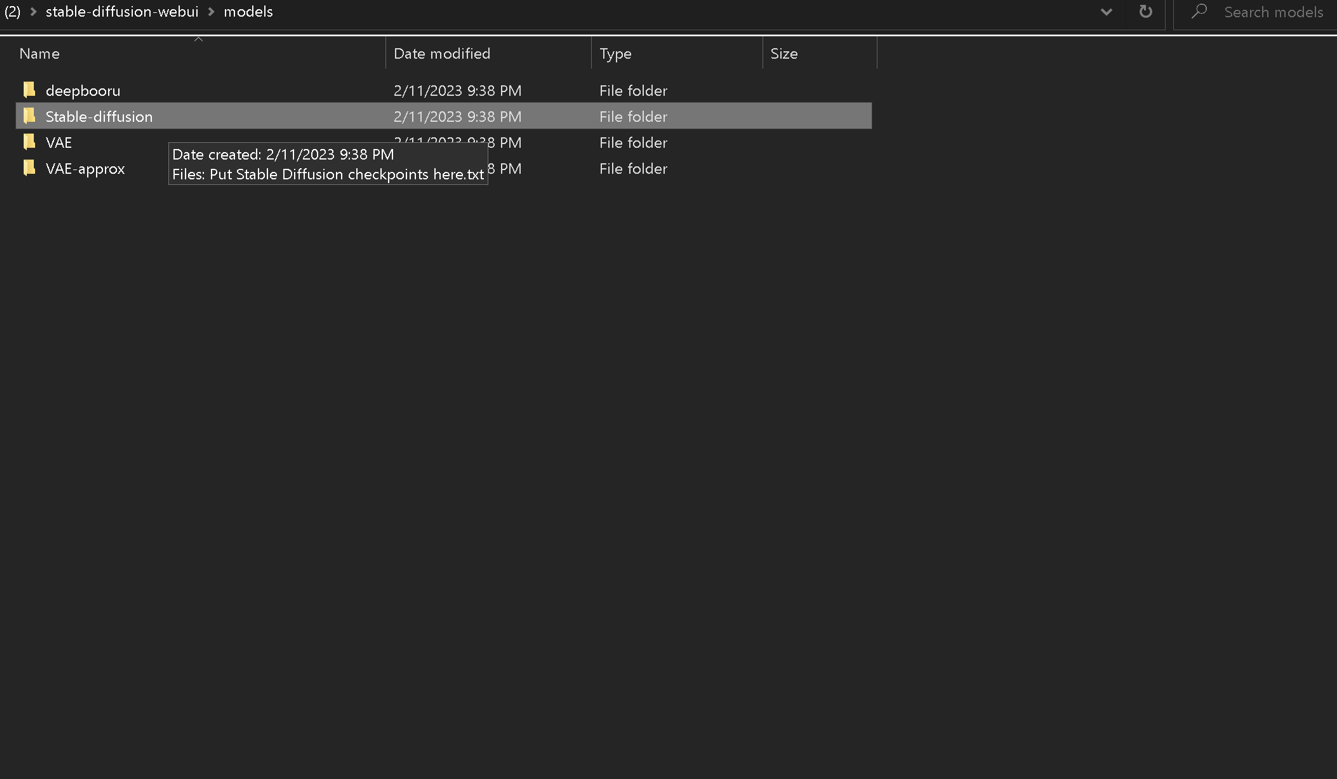 (2) > stable-diffusion-webui > models
Search models
Name Date modified Type Size
deepbooru 2/11/2023 9:38 PM File folder
Stable-diffusion 2/11/2023 9:38 PM File folder
VAE 2/11/2023 9:38 PM File folder
Date created: 2/11/2023 9:38 PM
VAE-approx 8 PM File folder
Files: Put Stable Diffusion checkpoints here.txt